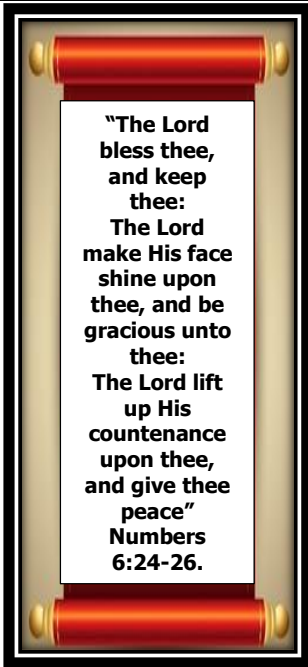 “The Lord
bless thee,
and keep
thee:
The Lord
make His face
shine upon
thee, and be
gracious unto
thee:
The Lord lift
up His
countenance
upon thee,
and give thee
peace”
Numbers
6:24-26.